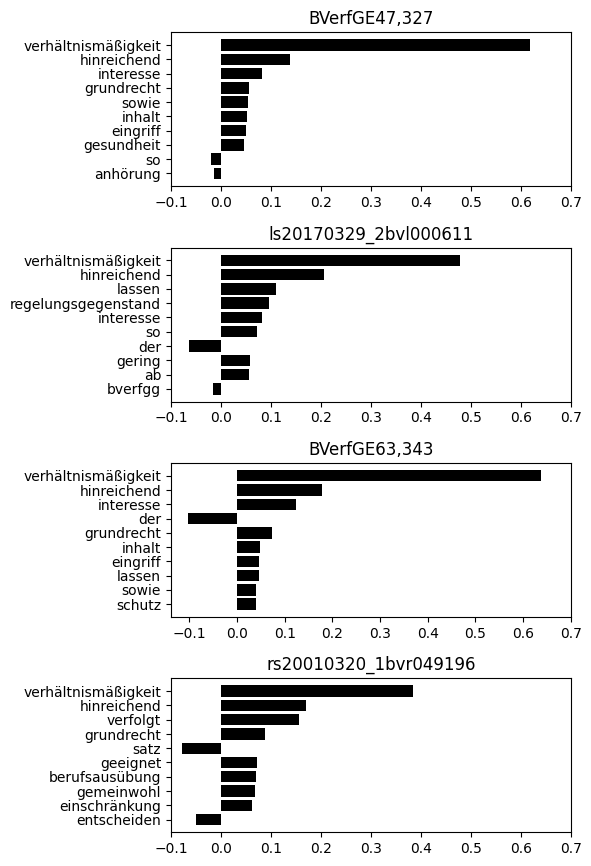 BVerfGE47,327
verhältnismäßigkeit
hinreichend
interesse
grundrecht
sowie
inhalt
eingriff
gesundheit
so
anhörung
−0.1 0.0 0.1 0.2 0.3 0.4 0.5 0.6 0.7
ls20170329_2bvl000611
verhältnismäßigkeit
hinreichend
lassen
regelungsgegenstand
interesse
so
der
gering
ab
bverfgg
−0.1 0.0 0.1 0.2 0.3 0.4 0.5 0.6 0.7
BVerfGE63,343
verhältnismäßigkeit
hinreichend
interesse
der
grundrecht
inhalt
eingriff
lassen
sowie
schutz
−0.1 0.0 0.1 0.2 0.3 0.4 0.5 0.6 0.7
rs20010320_1bvr049196
verhältnismäßigkeit
hinreichend
verfolgt
grundrecht
satz
geeignet
berufsausübung
gemeinwohl
einschränkung
entscheiden
−0.1 0.0 0.1 0.2 0.3 0.4 0.5 0.6 0.7